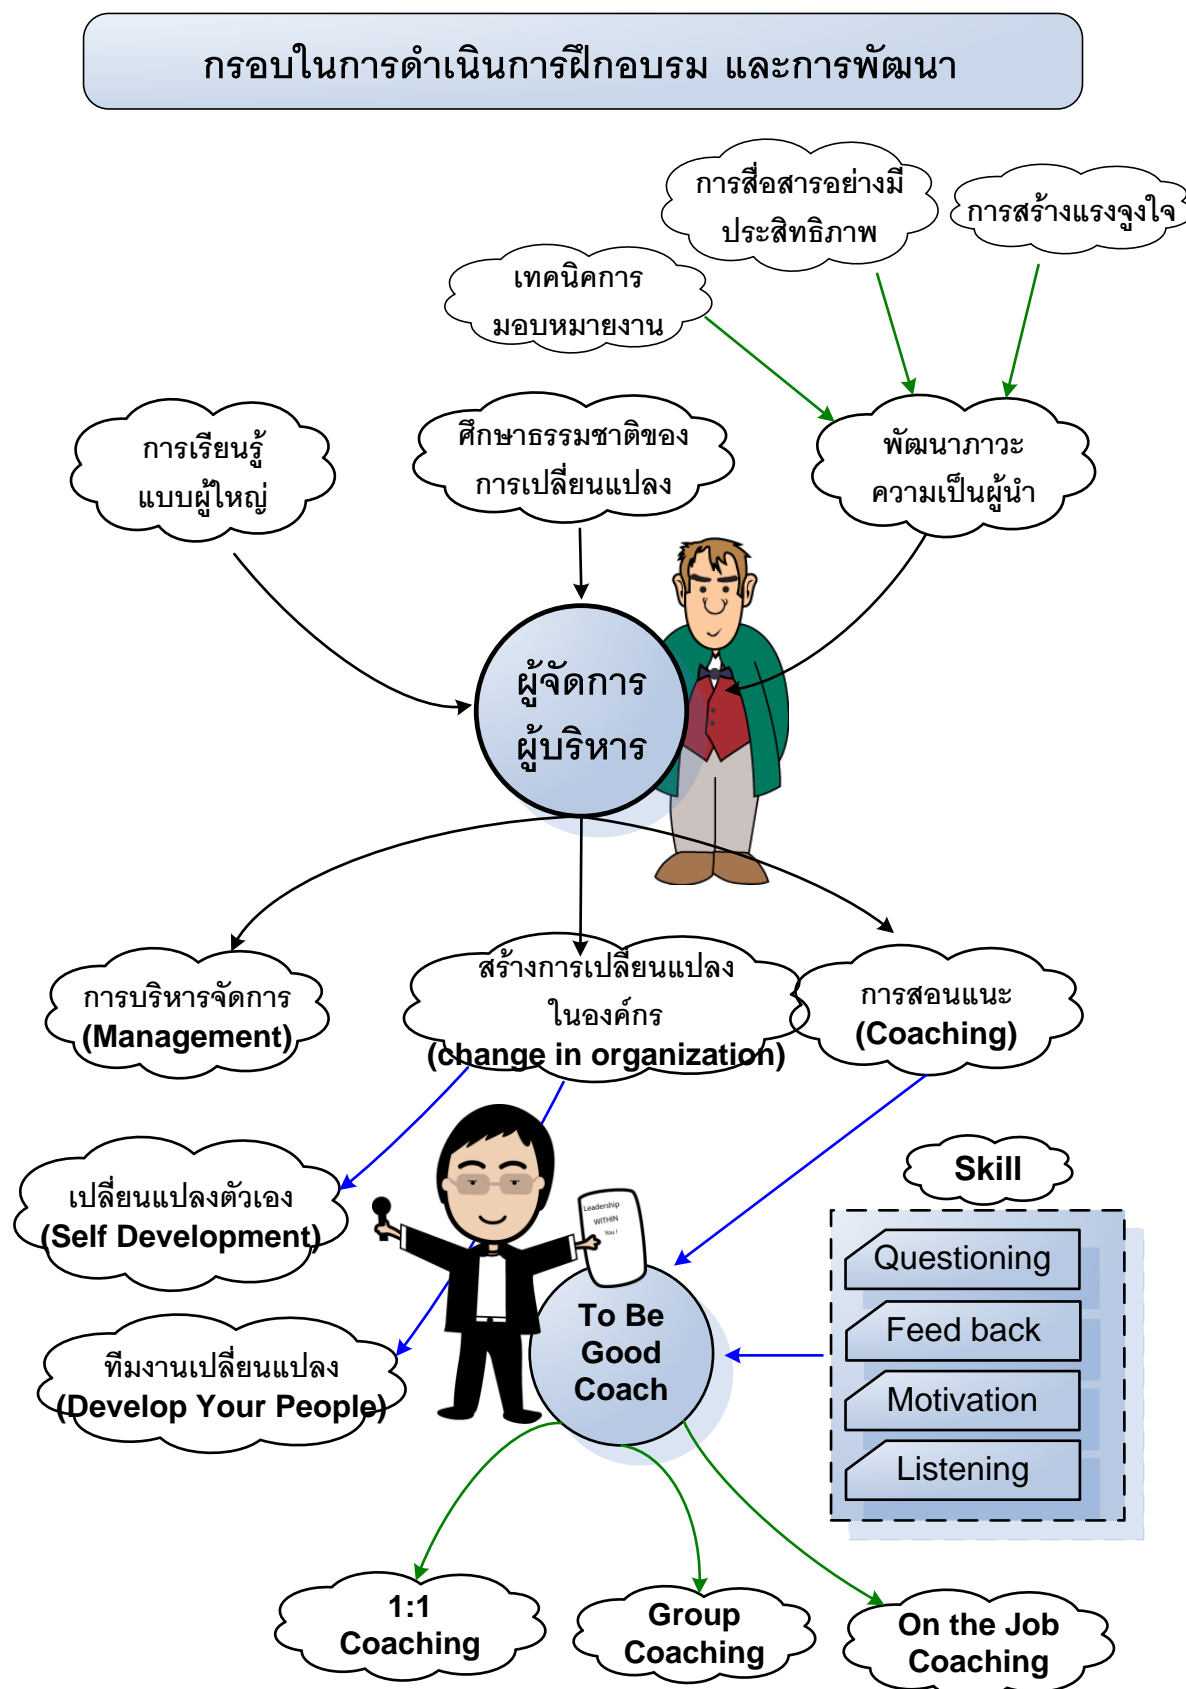 กรอบในการดำเนินการฝึกอบรม และการพัฒนา
การสื่อสารอย่างมี
ประสิทธิภาพ
การสร้างแรงจูงใจ
เทคนิคการ
มอบหมายงาน
การเรียนรู้
แบบผู้ใหญ่
ศึกษาธรรมชาติของ
การเปลี่ยนแปลง
พัฒนาภาวะ
ความเป็นผู้นำ
ผู้จัดการ
ผู้บริหาร
การบริหารจัดการ
(Management)
สร้างการเปลี่ยนแปลง
ในองค์กร
(change in organization)
การสอนแนะ
(Coaching)
เปลี่ยนแปลงตัวเอง
(Self Development)
ทีมงานเปลี่ยนแปลง
(Develop Your People)
Leadership
WITHIN
You !
To Be
Good
Coach
Skill
Questioning
Feed back
Motivation
Listening
1:1
Coaching
Group
Coaching
On the Job
Coaching